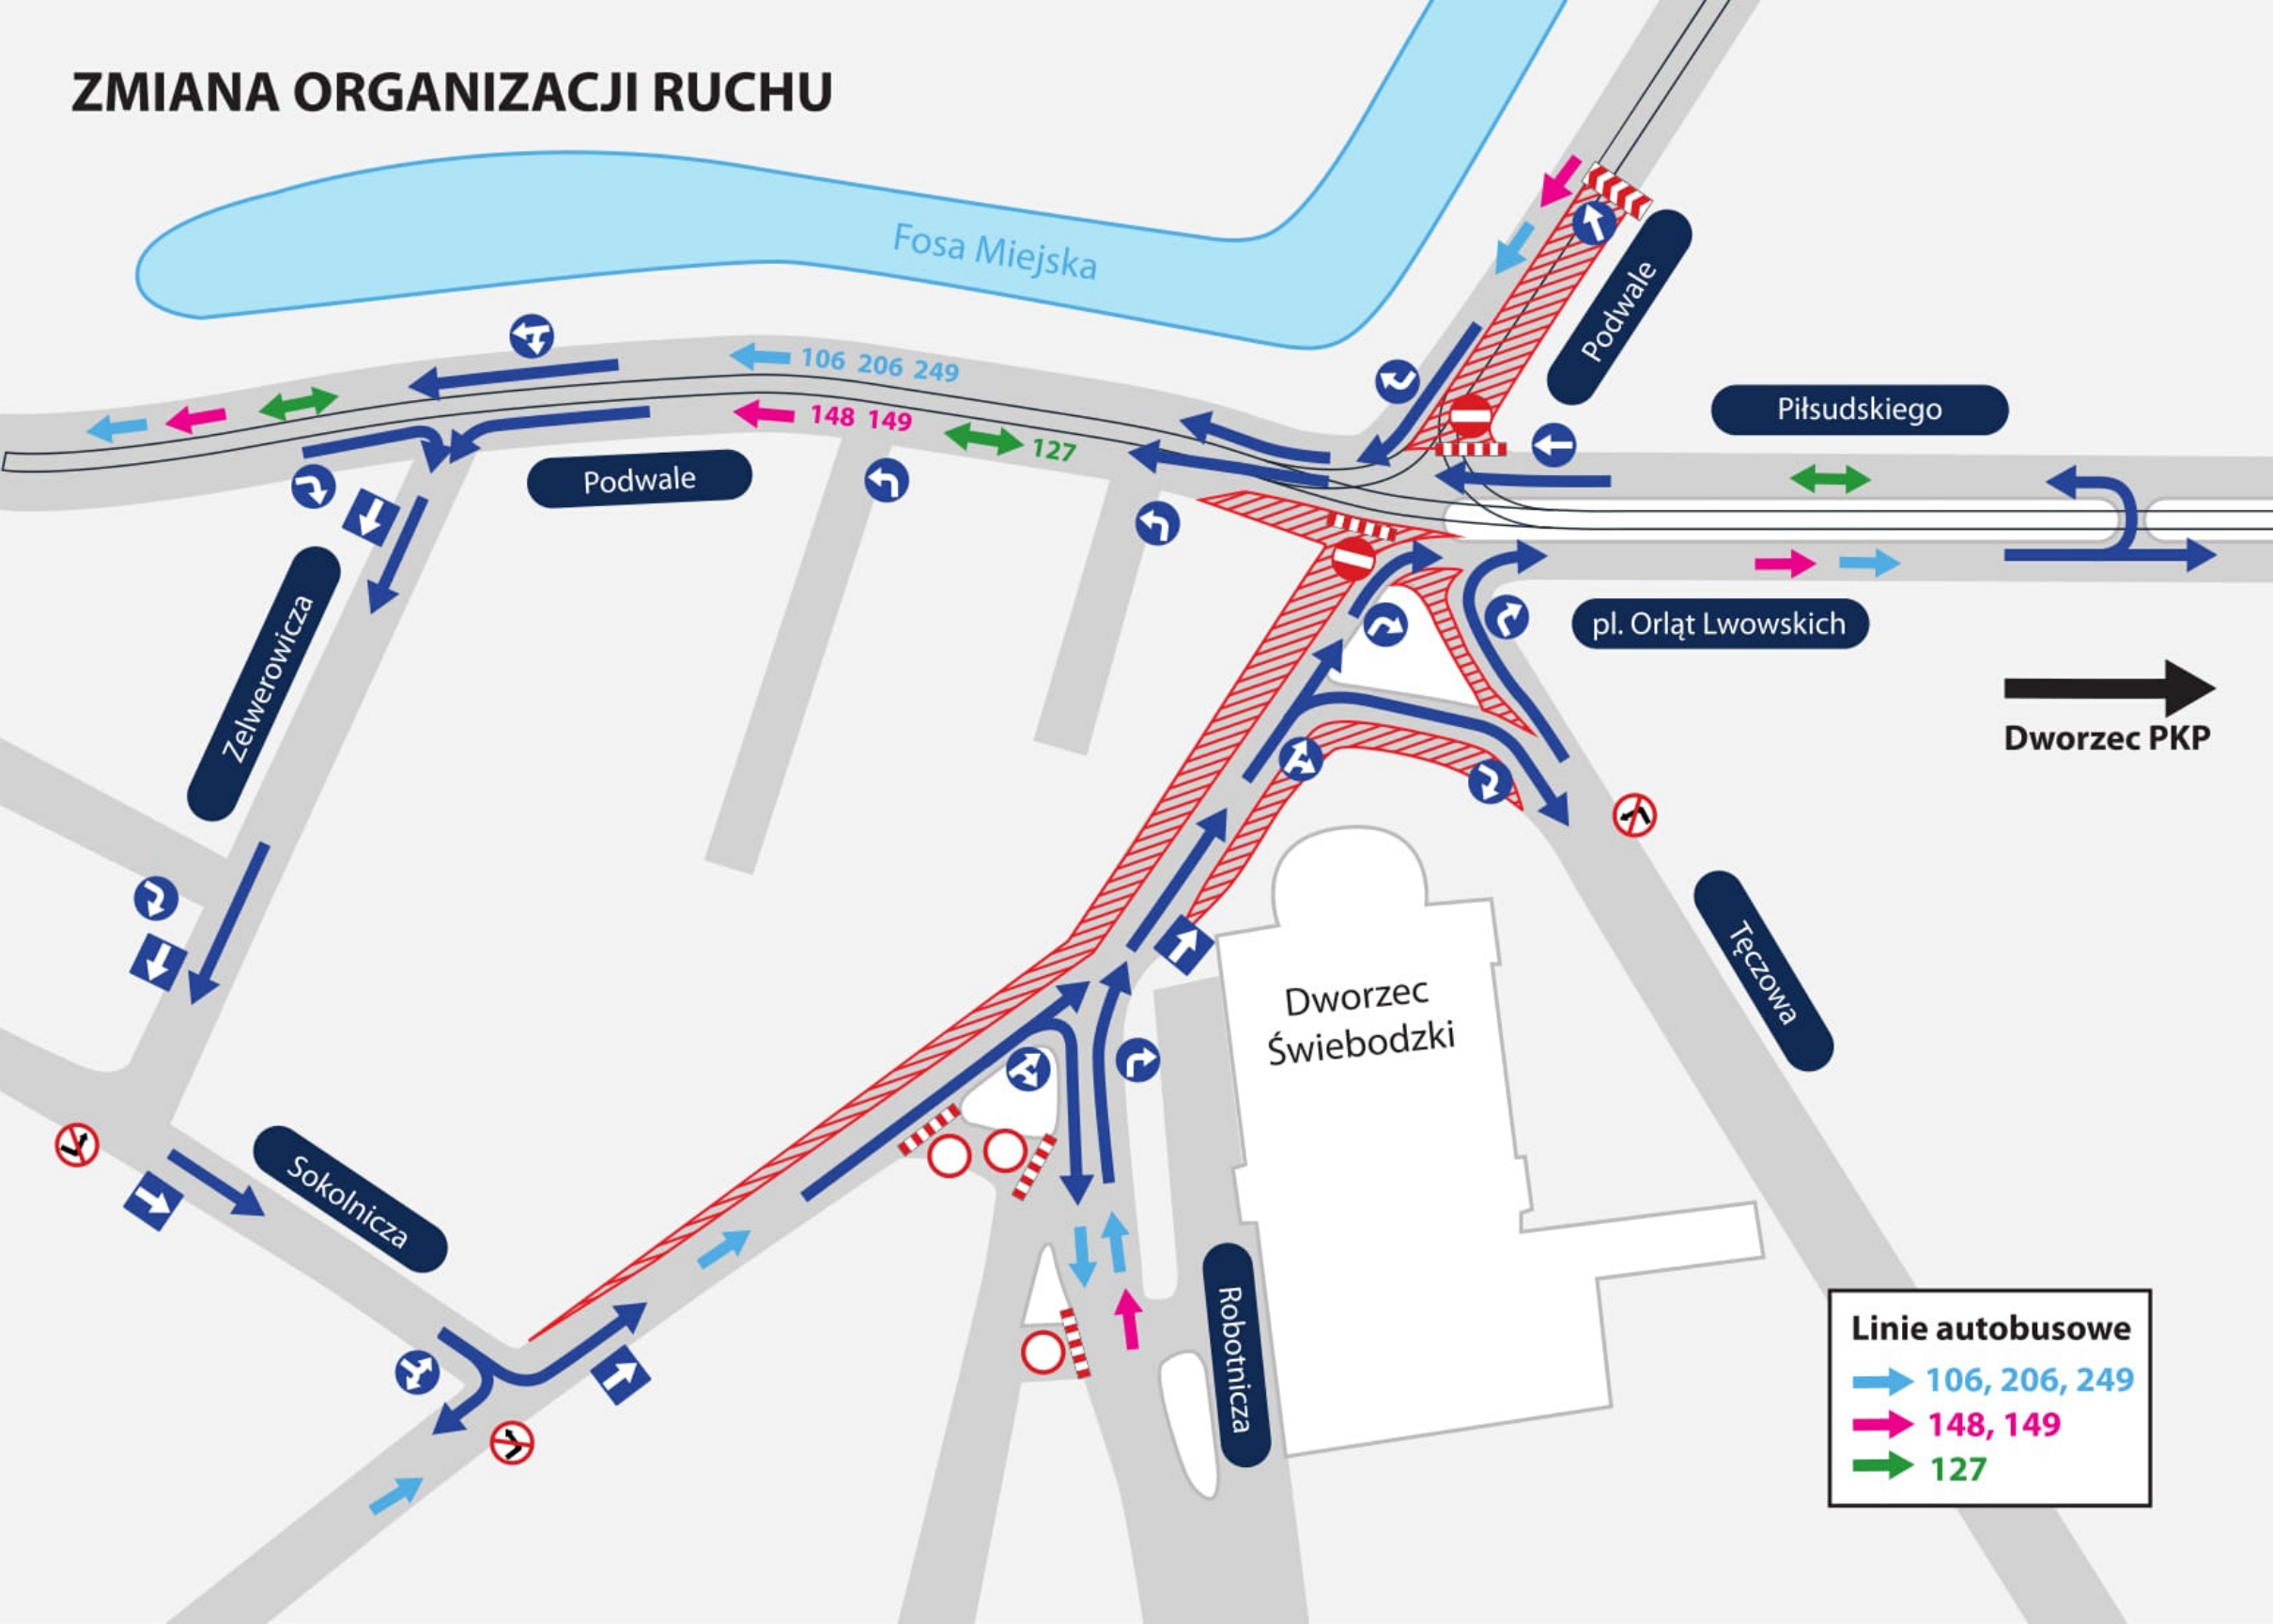 ZMIANA ORGANIZACJI RUCHU
Fosa Miejska
Podwale
106 206 249
148 149
127
Podwale
Piłsudskiego
pl. Orląt Lwowskich
Dworzec PKP
Zelwerowicza
Tęczowa
Dworzec
Świebodzki
Sokolnicza
Robotnicza
Linie autobusowe
106, 206, 249
148, 149
127